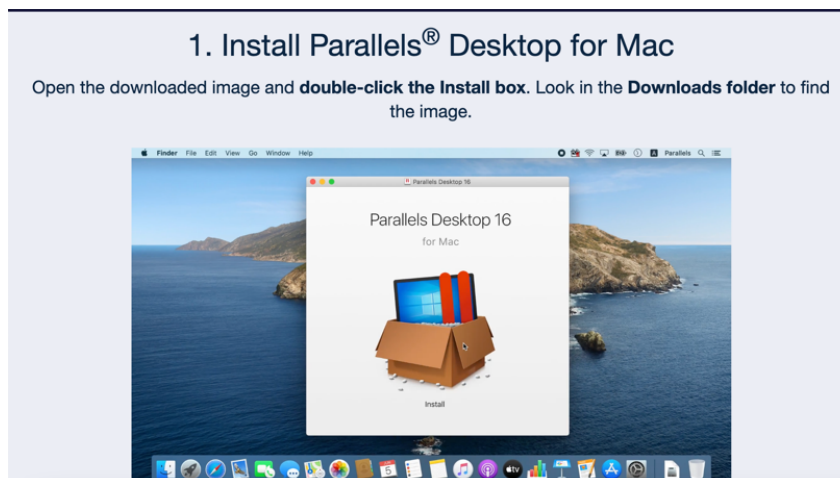 1. Install Parallels® Desktop for Mac
Open the downloaded image and double-click the Install box. Look in the Downloads folder to find
the image.
Finder File Edit View Go Window Help
Parallels
Parallels Desktop 16
Parallels Desktop 16
for Mac
Install
5
tv